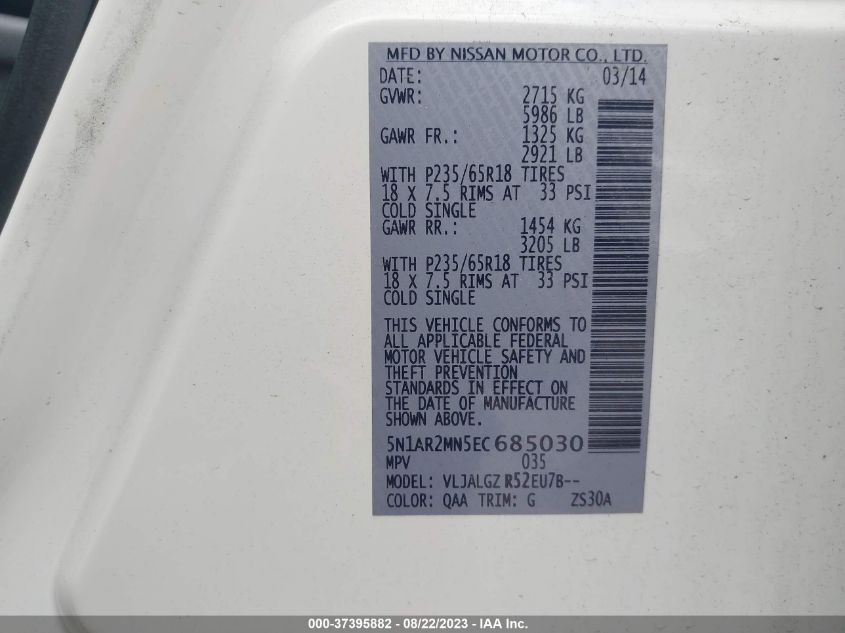 MFD BY NISSAN MOTOR CO., LTD.
DATE: 03/14
GVWR: 2715 KG
5986 LB
GAWR FR.: 1325 KG
2921 LB
WITH P235/65R18 TIRES
18 X 7.5 RIMS AT 33 PSI
COLD SINGLE
GAWR RR.: 1454 KG
3205 LB
WITH P235/65R18 TIRES
18 X 7.5 RIMS AT 33 PSI
COLD SINGLE
THIS VEHICLE CONFORMS TO
ALL APPLICABLE FEDERAL
MOTOR VEHICLE SAFETY AND
THEFT PREVENTION
STANDARDS IN EFFECT ON
THE DATE OF MANUFACTURE
SHOWN ABOVE.
5N1AR2MN5EC685030
MPV 035
MODEL: VLJALGZ R52EU7B--
COLOR: QAA TRIM: G ZS30A
000-37395882 - 08/22/2023 - IAA Inc.